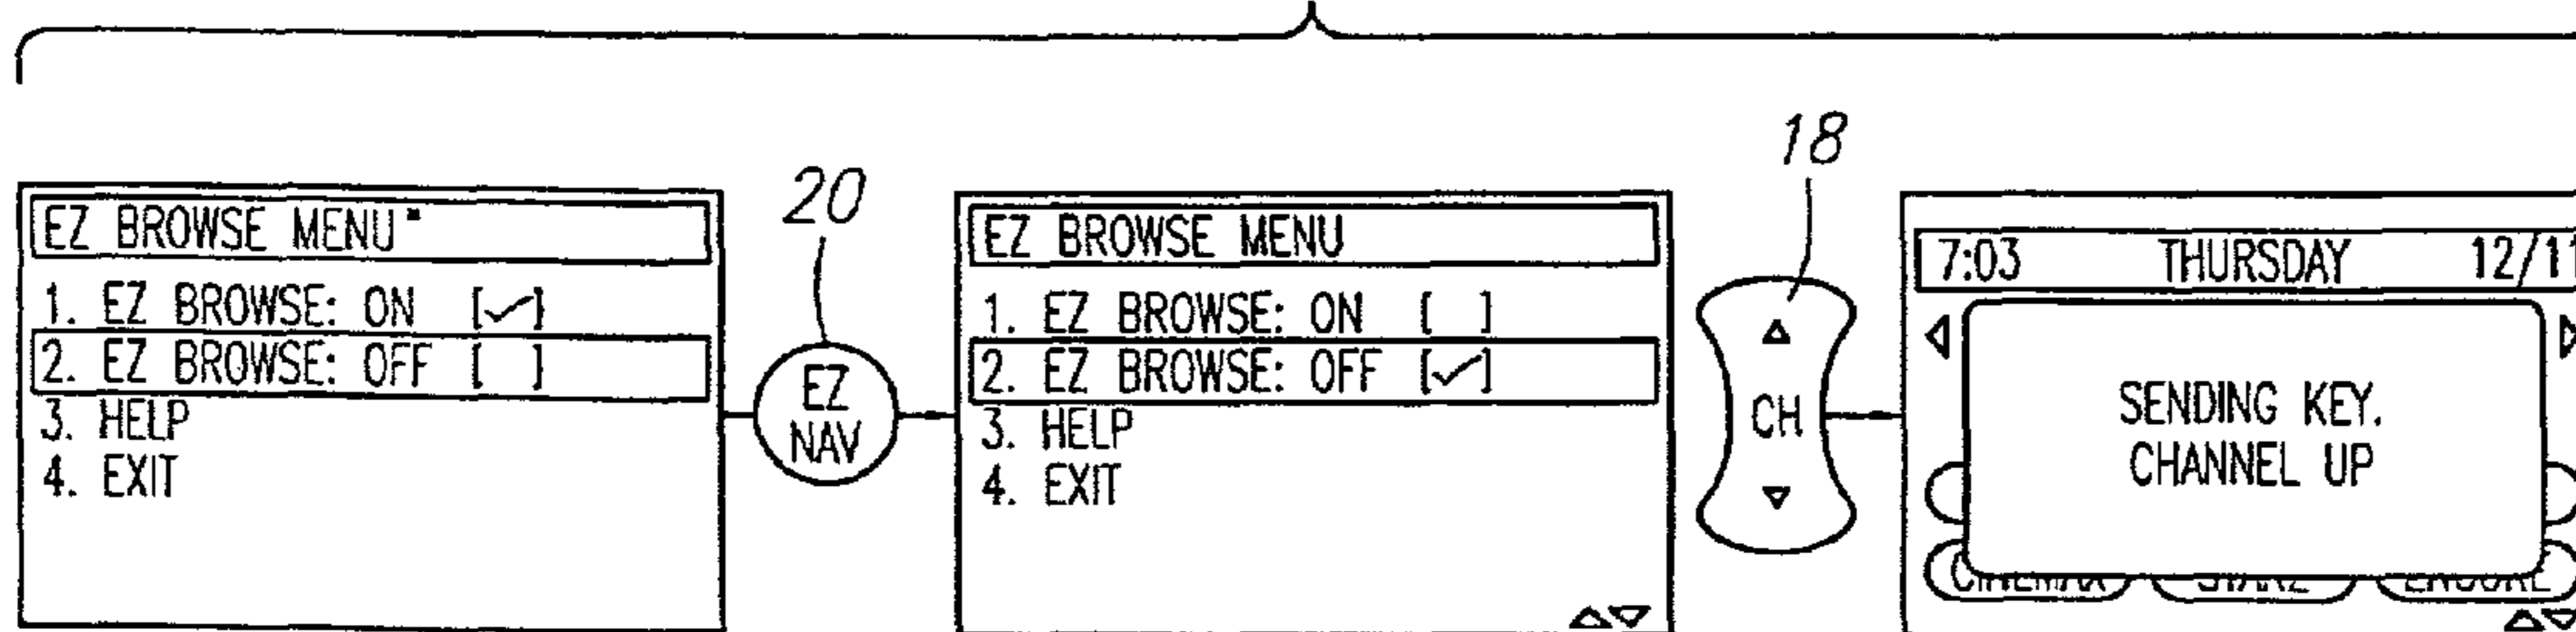 20
18
EZ BROWSE MENU
1. EZ BROWSE: ON [✓]
2. EZ BROWSE: OFF [ ]
3. HELP
4. EXIT
EZ
NAV
EZ BROWSE MENU
1. EZ BROWSE: ON [ ]
2. EZ BROWSE: OFF [✓]
3. HELP
4. EXIT
CH
7:03 THURSDAY 12/11
SENDING KEY.
CHANNEL UP